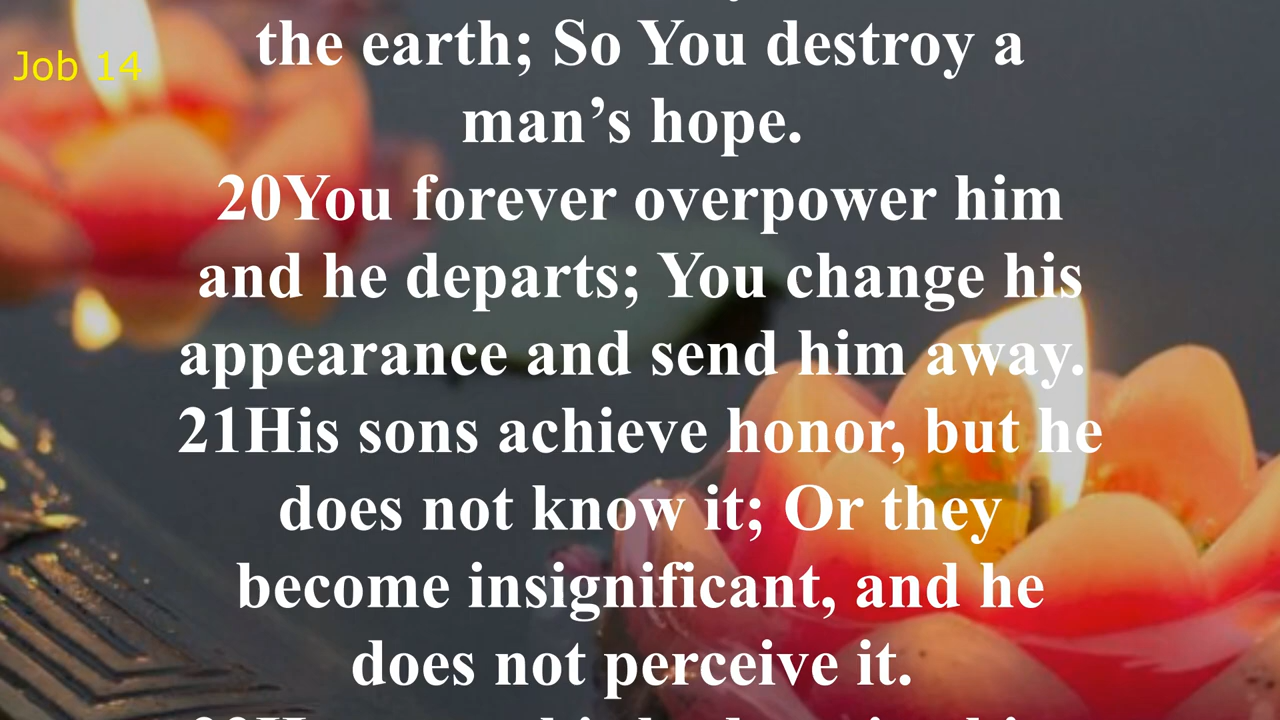 Job 14
the earth; So You destroy a
man’s hope.
20You forever overpower him
and he departs; You change his
appearance and send him away.
21His sons achieve honor, but he
does not know it; Or they
become insignificant, and he
does not perceive it.